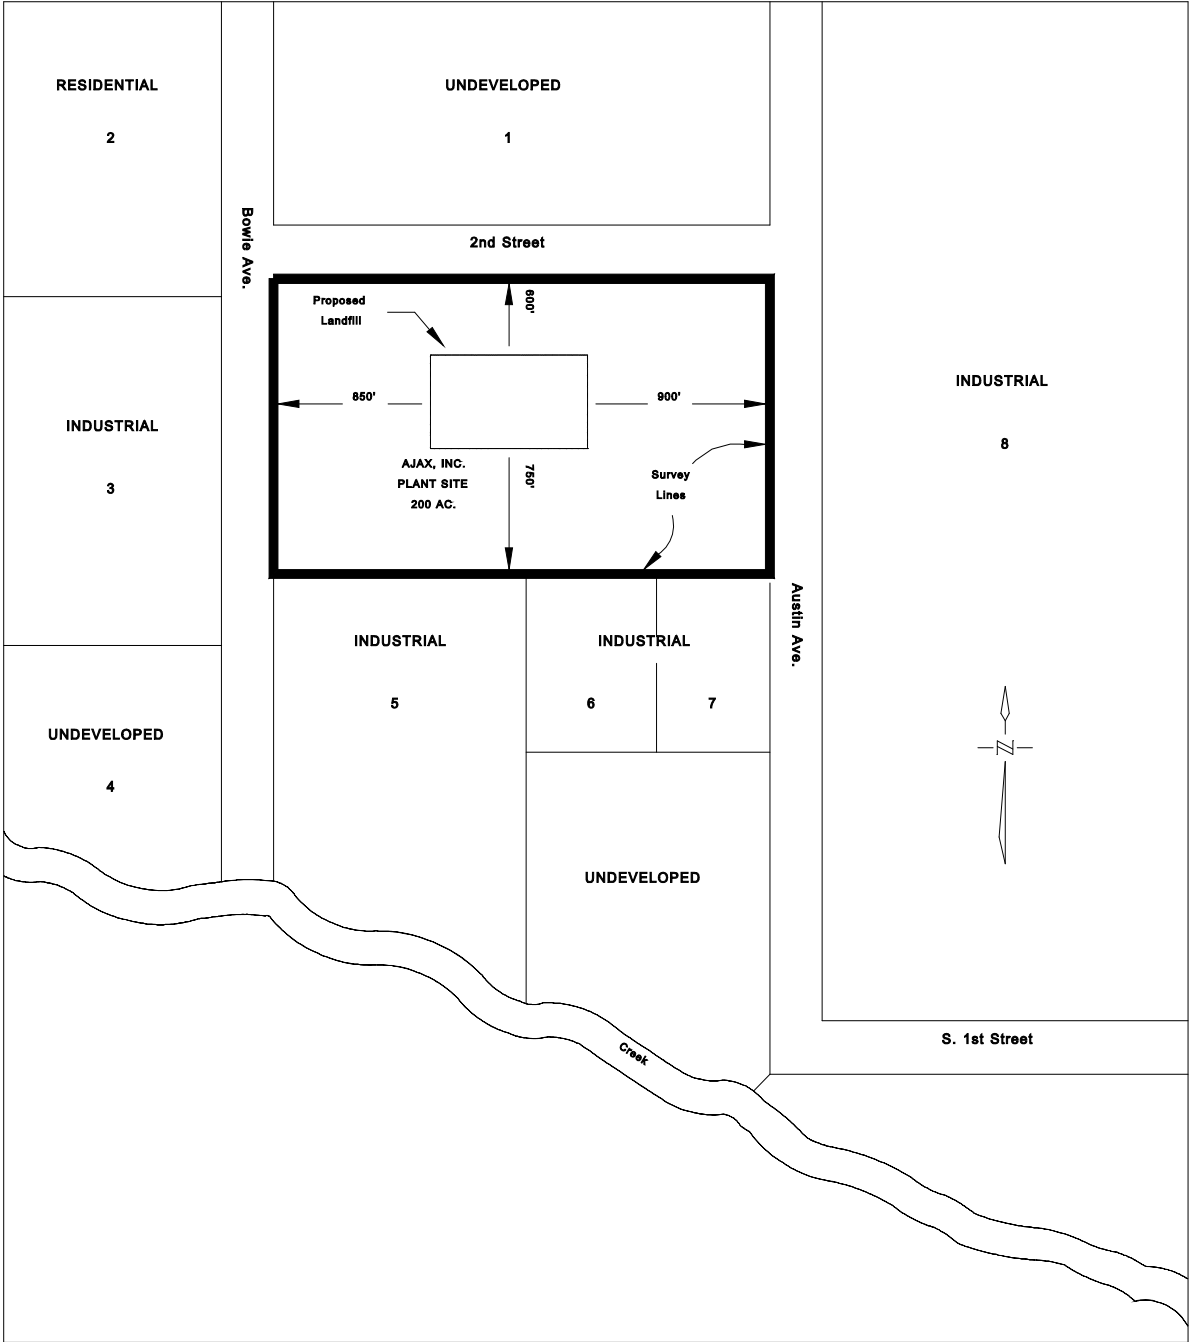 RESIDENTIAL
2
UNDEVELOPED
1
Bowie Ave.
2nd Street
Proposed
Landfill
600'
850'
900'
AJAX, INC.
PLANT SITE
200 AC.
750'
Survey
Lines
INDUSTRIAL
8
INDUSTRIAL
3
INDUSTRIAL
5
INDUSTRIAL
6
7
Austin Ave.
UNDEVELOPED
4
N
UNDEVELOPED
Creek
S. 1st Street